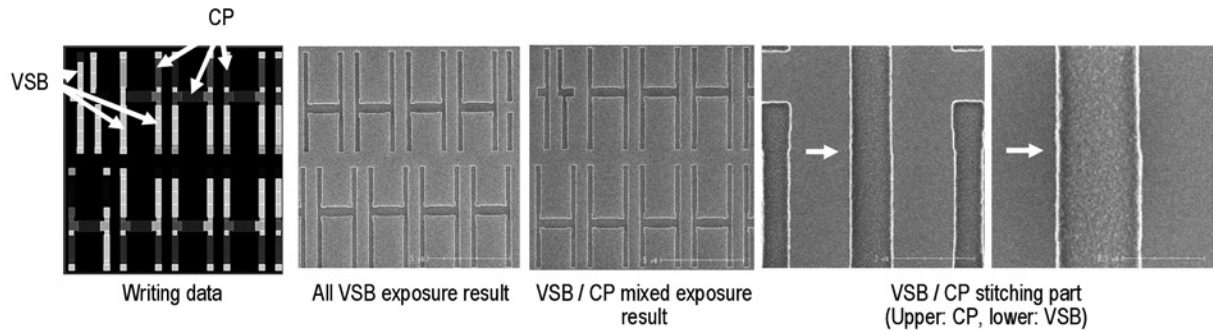 CP
VSB
Writing data
All VSB exposure result
VSB / CP mixed exposure
result
VSB / CP stitching part
(Upper: CP, lower: VSB)